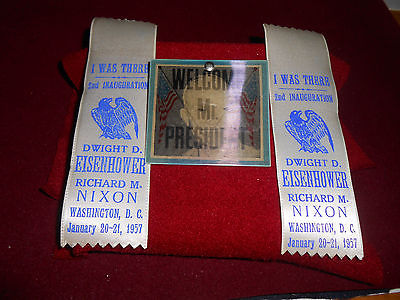 I WAS THERE
2nd INAUGURATION
DWIGHT D.
EISENHOWER
RICHARD M.
NIXON
WASHINGTON, D. C.
January 20-21, 1957
WELCOM
Mr.
PRESIDENT
I WAS THERE
2nd INAUGURATION
DWIGHT D.
EISENHOWER
RICHARD M.
NIXON
WASHINGTON, D. C.
January 20-21, 1957